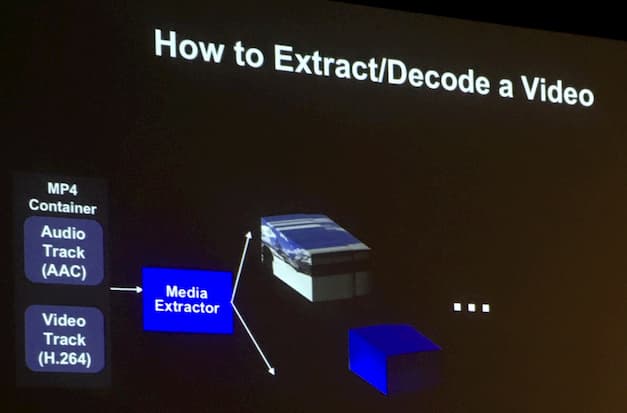 How to Extract/Decode a Video
MP4
Container
Audio
Track
(AAC)
Video
Track
(H.264)
Media
Extractor
...